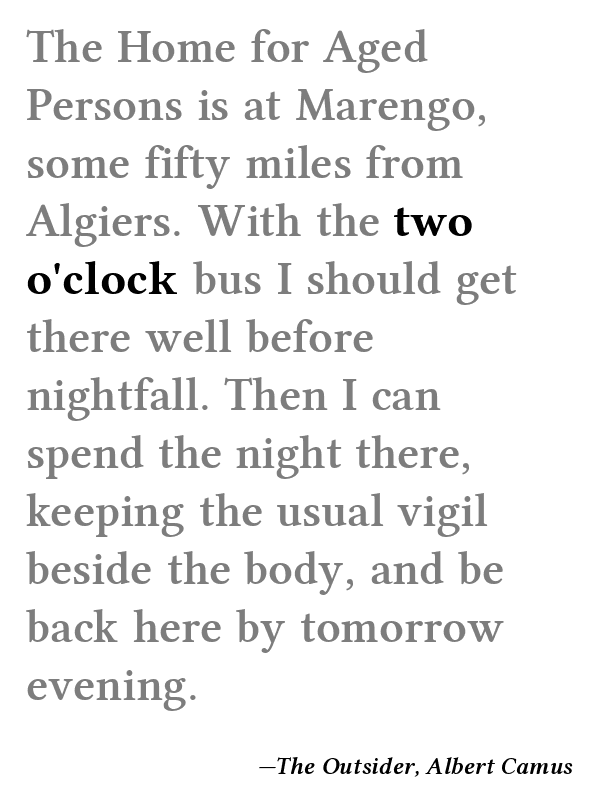 The Home for Aged
Persons is at Marengo,
some fifty miles from
Algiers. With the two
o'clock bus I should get
there well before
nightfall. Then I can
spend the night there,
keeping the usual vigil
beside the body, and be
back here by tomorrow
evening.
—The Outsider, Albert Camus